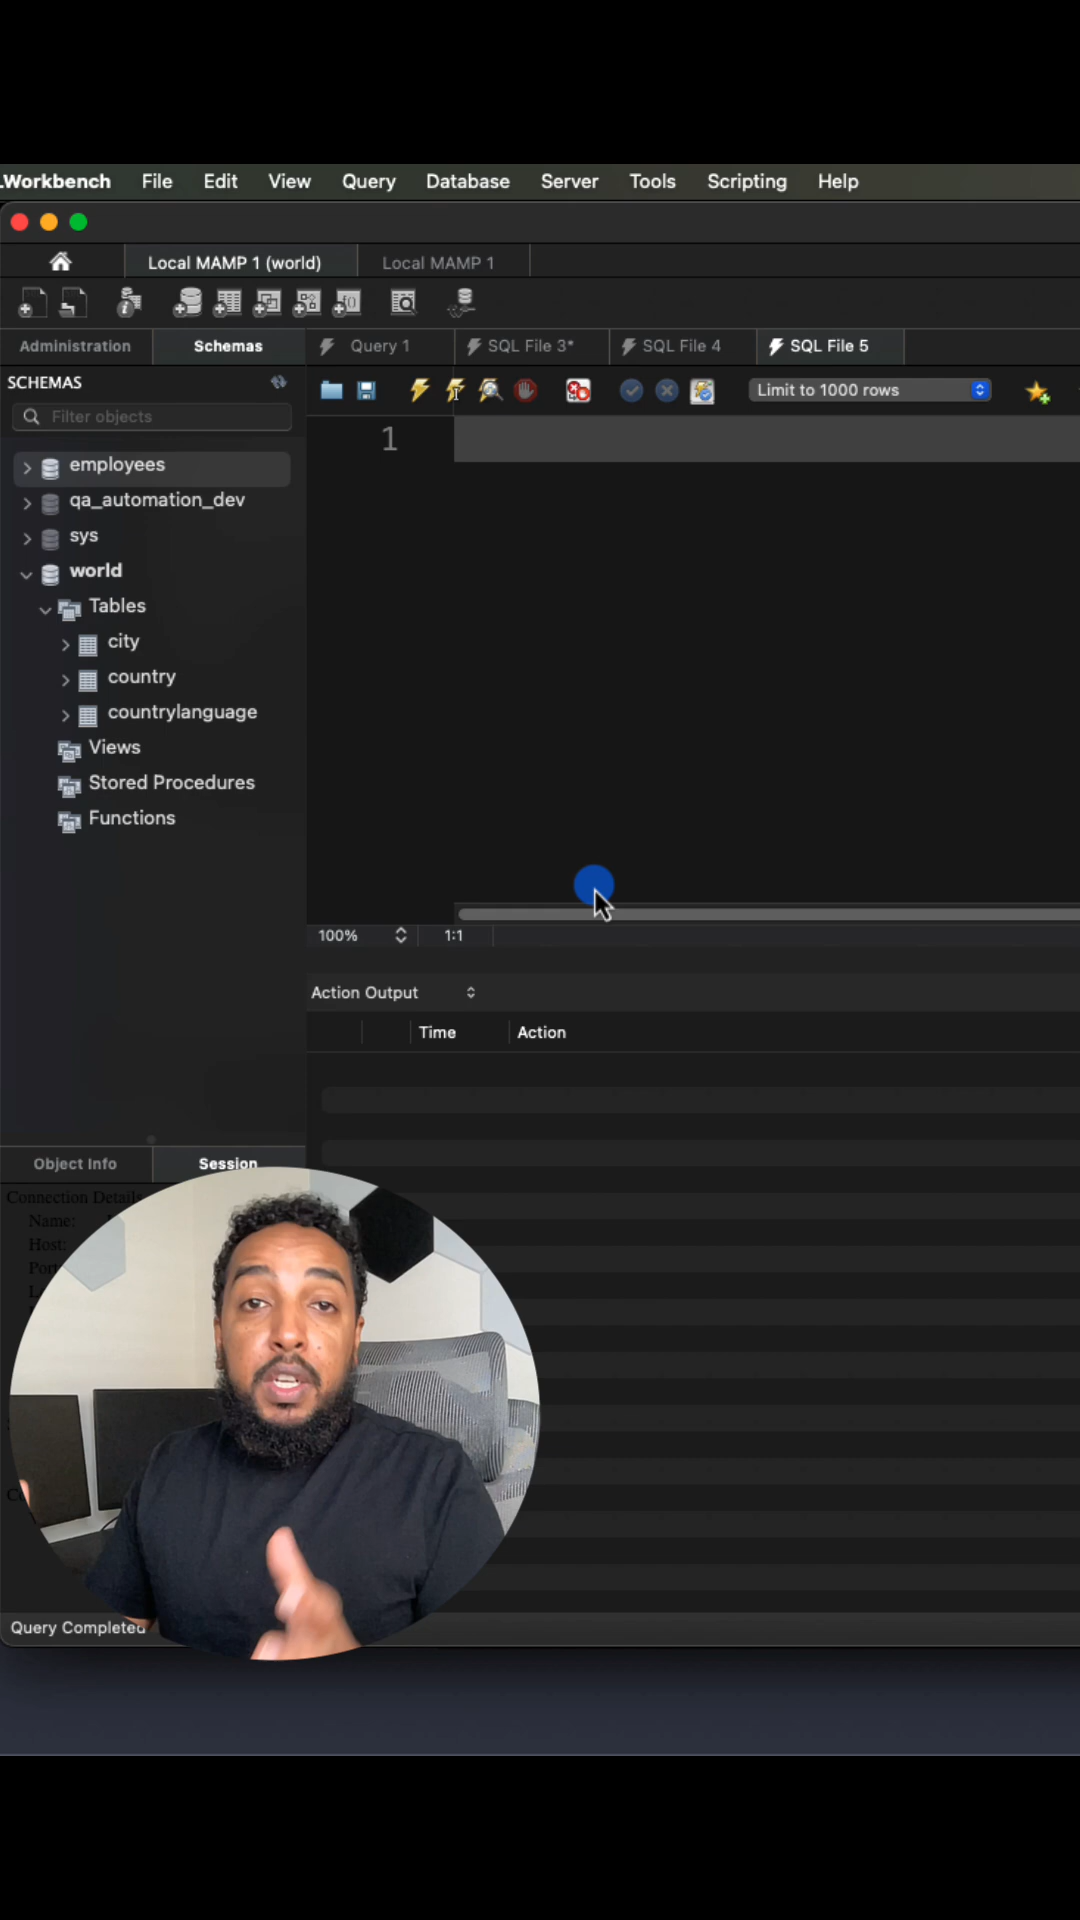 LWorkbench File Edit View Query Database Server Tools Scripting Help
Local MAMP 1 (world) Local MAMP 1
Administration Schemas Query 1 SQL File 3* SQL File 4 SQL File 5
SCHEMAS
Limit to 1000 rows
Filter objects
1
employees
qa_automation_dev
sys
world
Tables
city
country
countrylanguage
Views
Stored Procedures
Functions
100% 1:1
Action Output
Time Action
Object Info Session
Connection Details
Name:
Host:
Query Completed